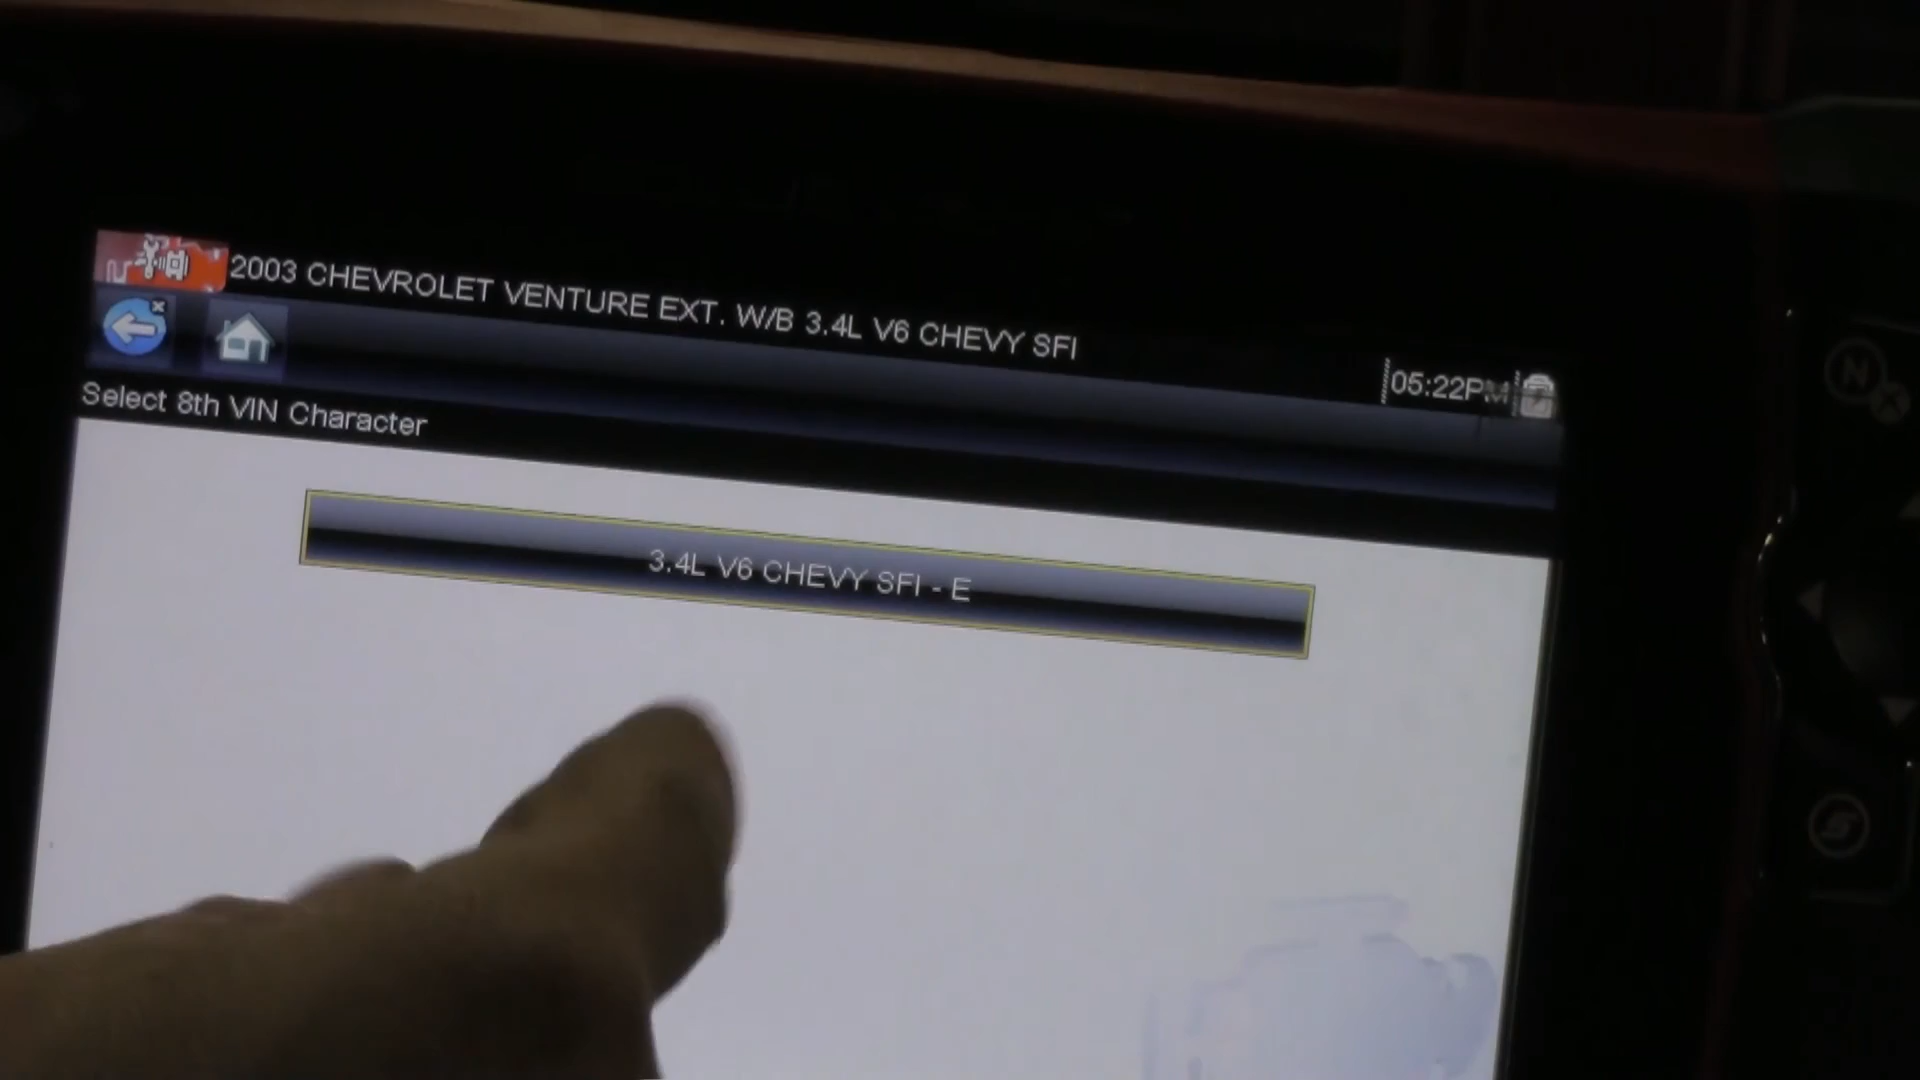 2003 CHEVROLET VENTURE EXT. W/B 3.4L V6 CHEVY SFI
05:22PM
Select 8th VIN Character
3.4L V6 CHEVY SFI - E
N
S